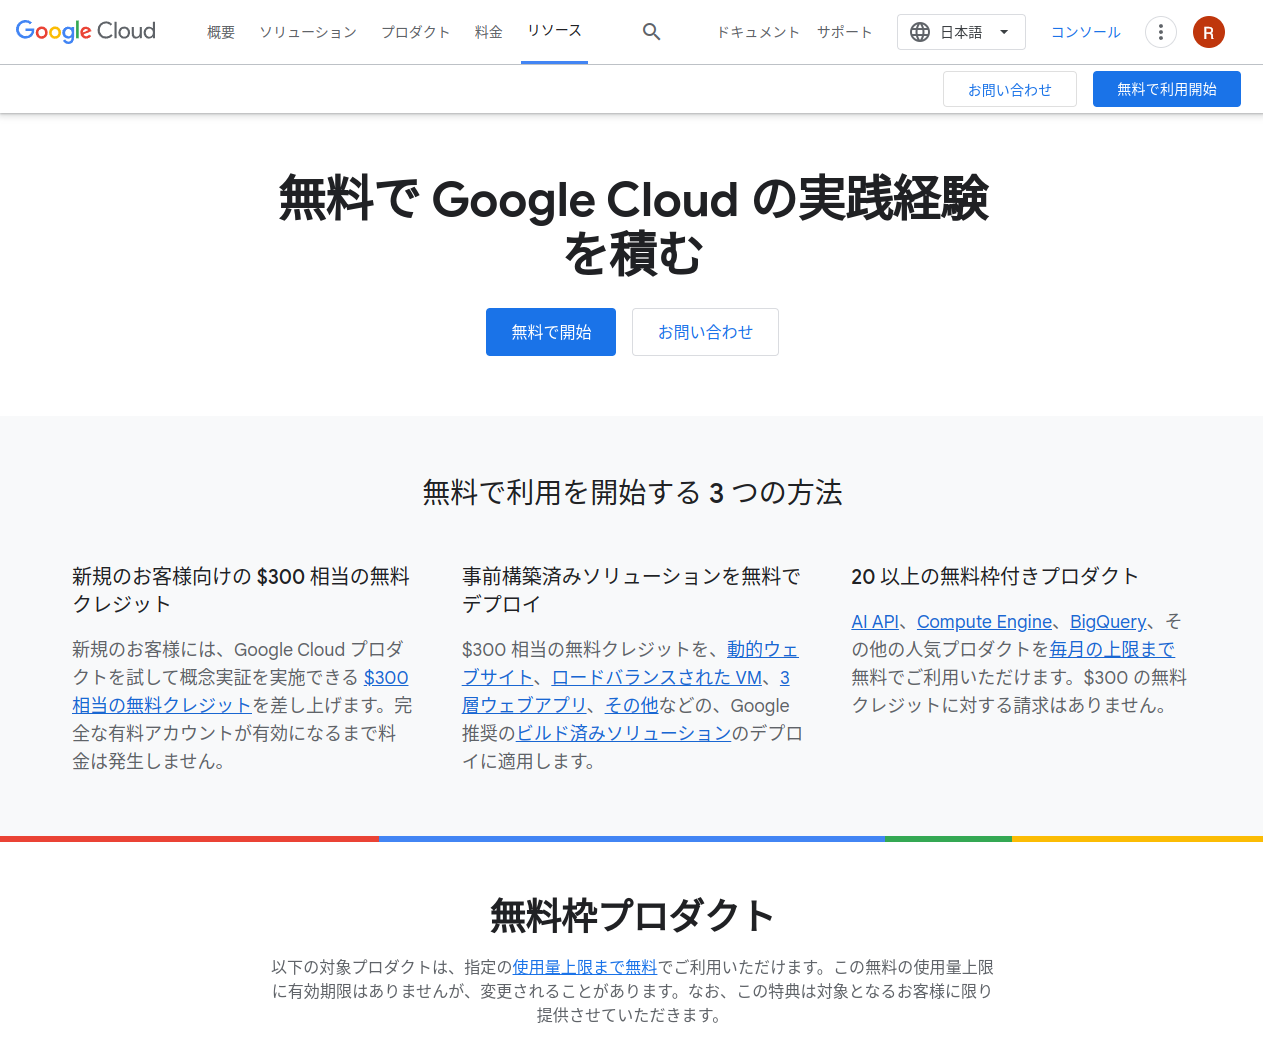 Google Cloud 概要 ソリューション プロダクト 料金 リソース ドキュメント サポート 日本語 コンソール R
お問い合わせ 無料で利用開始
無料で Google Cloud の実践経験
を積む
無料で開始 お問い合わせ
無料で利用を開始する 3 つの方法
新規のお客様向けの $300 相当の無料
クレジット
新規のお客様には、Google Cloud プロダ
クトを試して概念実証を実施できる $300
相当の無料クレジットを差し上げます。完
全な有料アカウントが有効になるまで料
金は発生しません。
事前構築済みソリューションを無料で
デプロイ
$300 相当の無料クレジットを、動的ウェ
ブサイト、ロードバランスされた VM、3
層ウェブアプリ、その他などの、Google
推奨のビルド済みソリューションのデプロ
イに適用します。
20 以上の無料枠付きプロダクト
AI API、Compute Engine、BigQuery、そ
の他の人気プロダクトを毎月の上限まで
無料でご利用いただけます。$300 の無料
クレジットに対する請求はありません。
無料枠プロダクト
以下の対象プロダクトは、指定の使用量上限まで無料でご利用いただけます。この無料の使用量上限
に有効期限はありませんが、変更されることがあります。なお、この特典は対象となるお客様に限り
提供させていただきます。